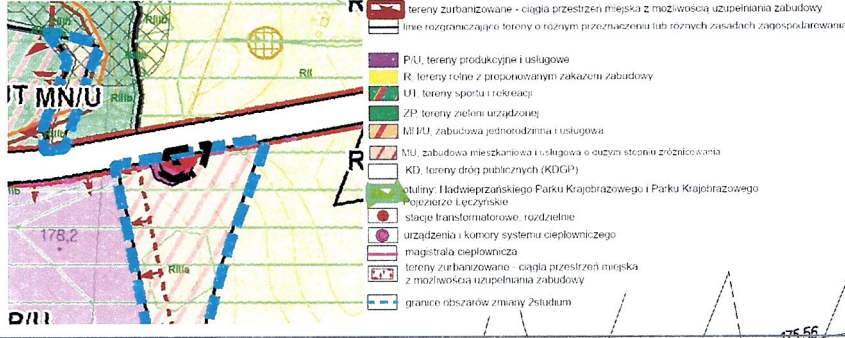 tereny zurbanizowane - ciągła przestrzeń miejska z możliwością uzupełniania zabudowy
linie rozgraniczające tereny o różnym przeznaczeniu lub różnych zasadach zagospodarowania
P/U, tereny produkcyjne i usługowe
R, tereny rolne z proponowanym zakazem zabudowy
UT, tereny sportu i rekreacji
ZP, tereny zieleni urządzonej
MN/U, zabudowa jednorodzinna i usługowa
MU, zabudowa mieszkaniowa i usługowa o dużym stopniu zróżnicowania
KD, tereny dróg publicznych (KDGP)
otuliny: Nadwieprzańskiego Parku Krajobrazowego i Parku Krajobrazowego
Pojezierze Łęczyńskie
stacje transformatorowe, rozdzielnie
urządzenia i komory systemu ciepłowniczego
magistrala ciepłownicza
tereny zurbanizowane - ciągła przestrzeń miejska
z możliwością uzupełniania zabudowy
granice obszarów zmiany 2studium
RIIIb
RII
UT MN/U
RIIIb
R
R
178,2
RIIIa
P/U
175,56